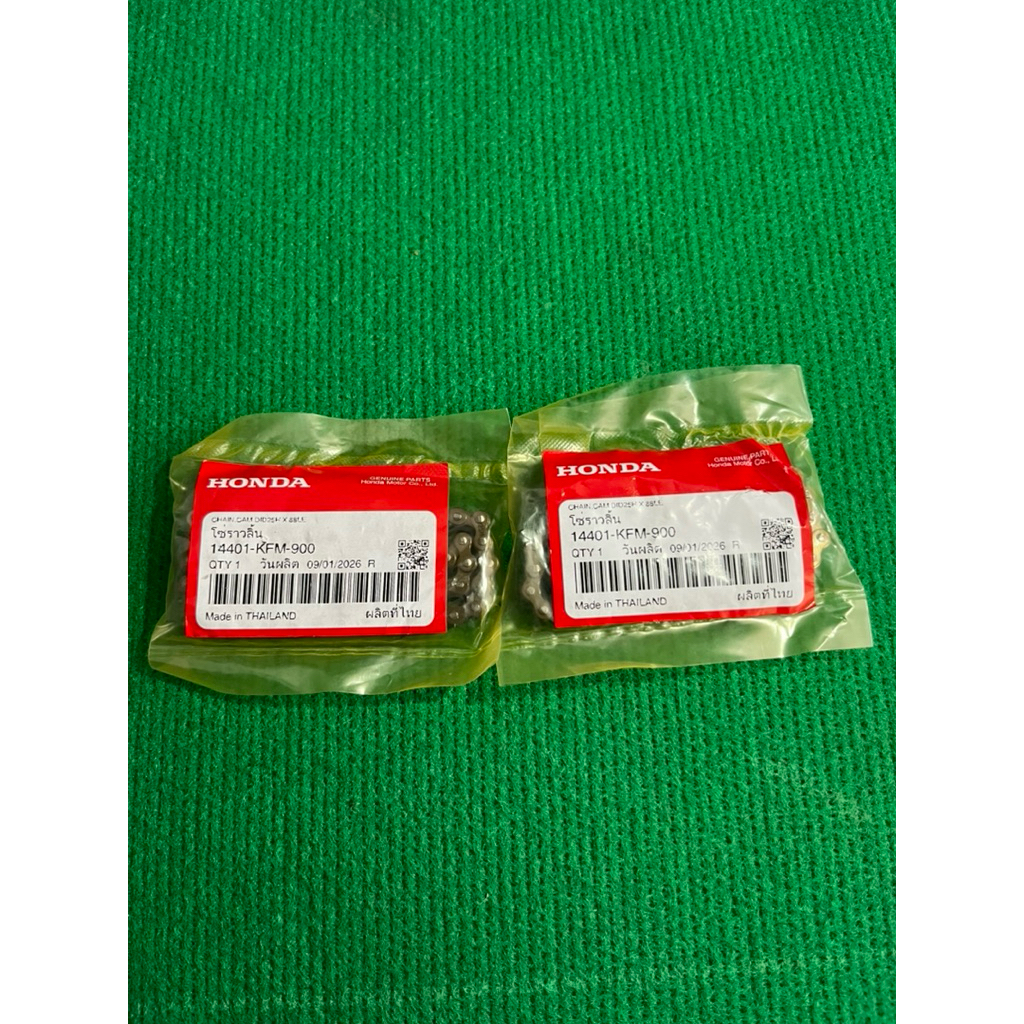 HONDA
GENUINE PARTS
Honda Motor Co., Ltd.
โซ่ราวลิ้น
14401-KFM-900
QTY 1 วันผลิต 09/01/2026 R
Made in THAILAND ผลิตที่ไทย
HONDA
GENUINE PARTS
Honda Motor Co.,
โซ่ราวลิ้น
14401-KFM-900
QTY 1 วันผลิต 09/01/2026 R
Made in THAILAND ผลิตที่ไทย